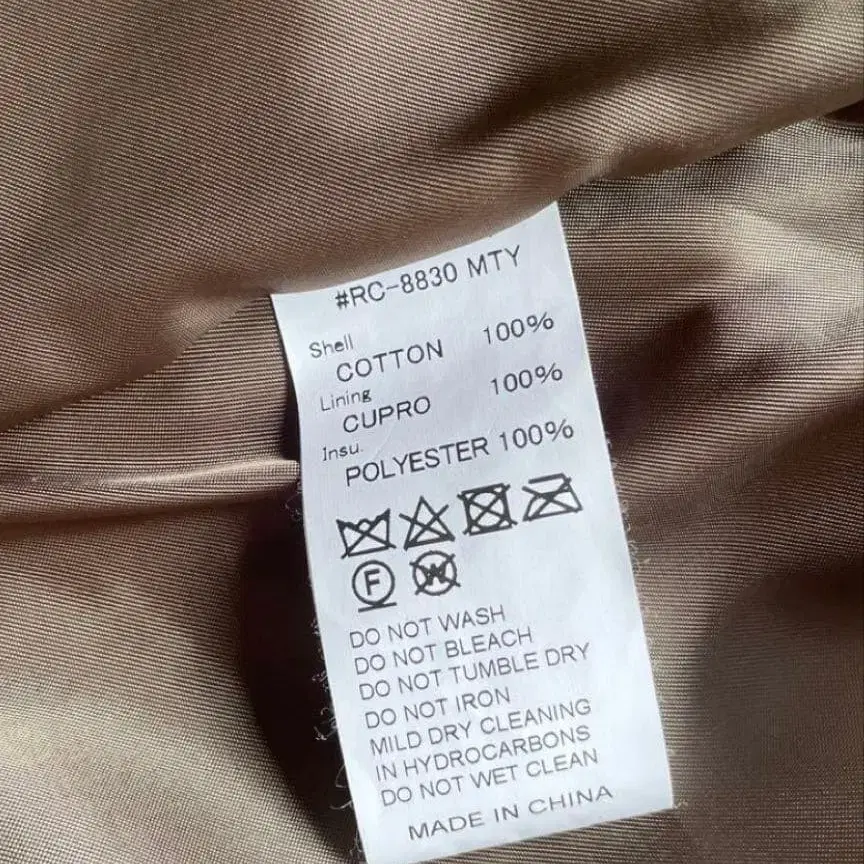 #RC-8830 MTY
Shell
COTTON 100%
Lining
CUPRO 100%
Insu.
POLYESTER 100%
F W
DO NOT WASH
DO NOT BLEACH
DO NOT TUMBLE DRY
DO NOT IRON
MILD DRY CLEANING
IN HYDROCARBONS
DO NOT WET CLEAN
MADE IN CHINA